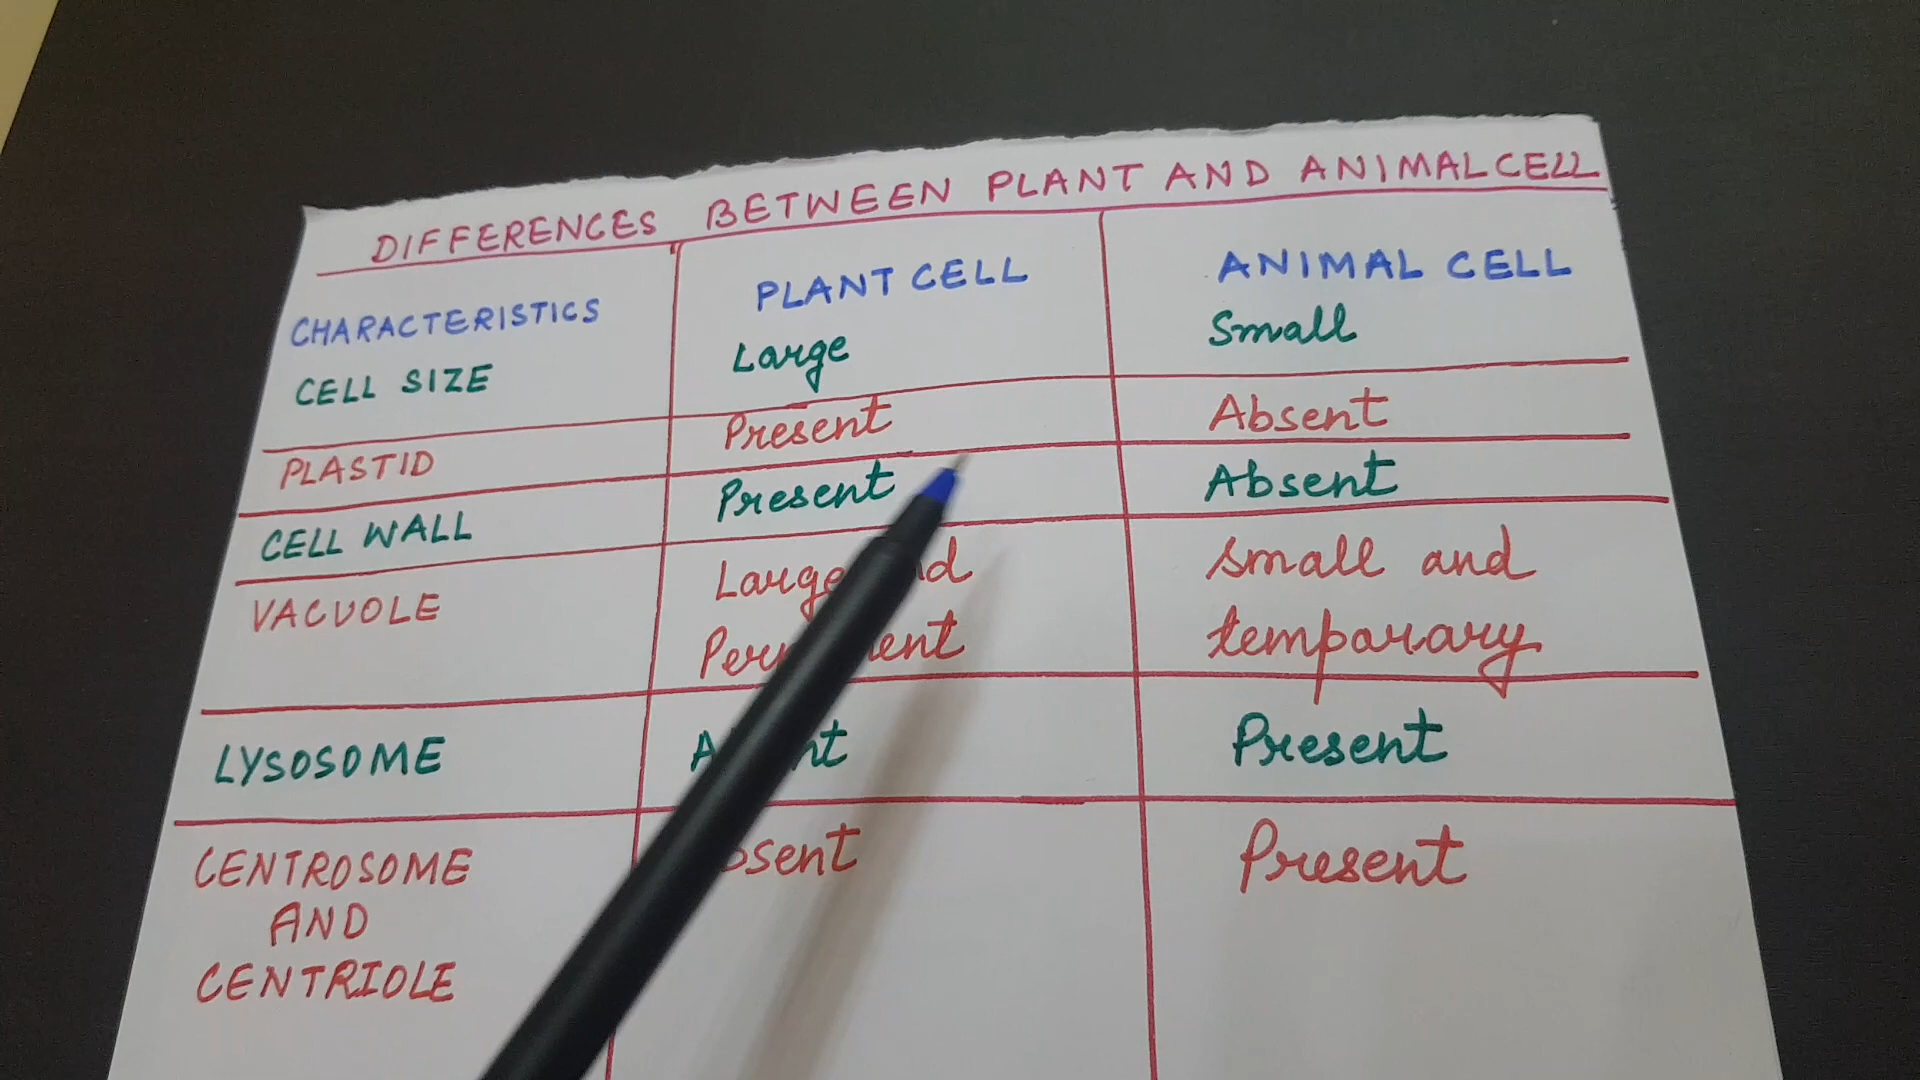 DIFFERENCES BETWEEN PLANT AND ANIMAL CELL
CHARACTERISTICS PLANT CELL ANIMAL CELL
CELL SIZE Large Small
PLASTID Present Absent
CELL WALL Present Absent
VACUOLE Large Small and
temparary
LYSOSOME Present
CENTROSOME Present
AND
CENTRIOLE